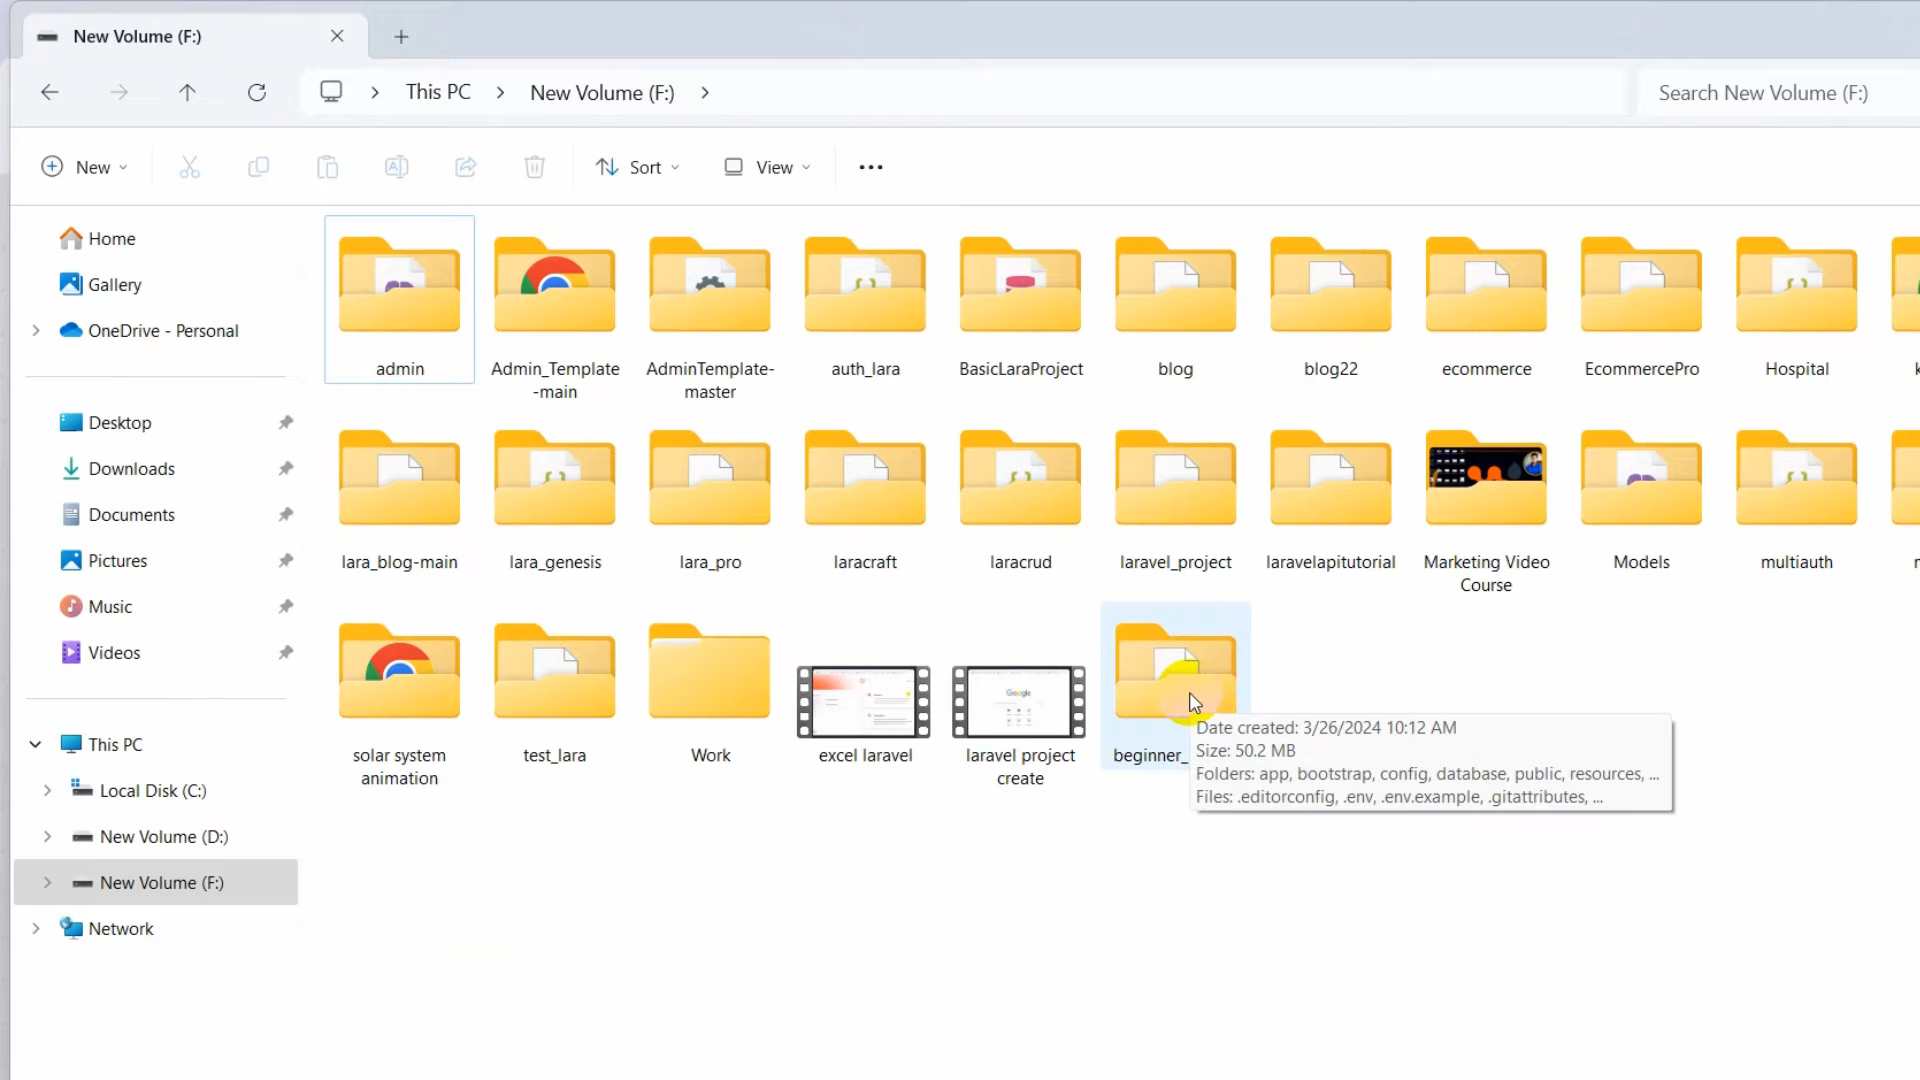 New Volume (F:)
This PC
New Volume (F:)
Search New Volume (F:)
New
Sort
View
Home
Gallery
OneDrive - Personal
Desktop
Downloads
Documents
Pictures
Music
Videos
This PC
Local Disk (C:)
New Volume (D:)
New Volume (F:)
Network
admin
Admin_Template
-main
AdminTemplate-
master
auth_lara
BasicLaraProject
blog
blog22
ecommerce
EcommercePro
Hospital
lara_blog-main
lara_genesis
lara_pro
laracraft
laracrud
laravel_project
laravelapitutorial
Marketing Video
Course
Models
multiauth
solar system
animation
test_lara
Work
excel laravel
laravel project
create
beginner_
Google
Date created: 3/26/2024 10:12 AM
Size: 50.2 MB
Folders: app, bootstrap, config, database, public, resources, ...
Files: .editorconfig, .env, .env.example, .gitattributes, ...